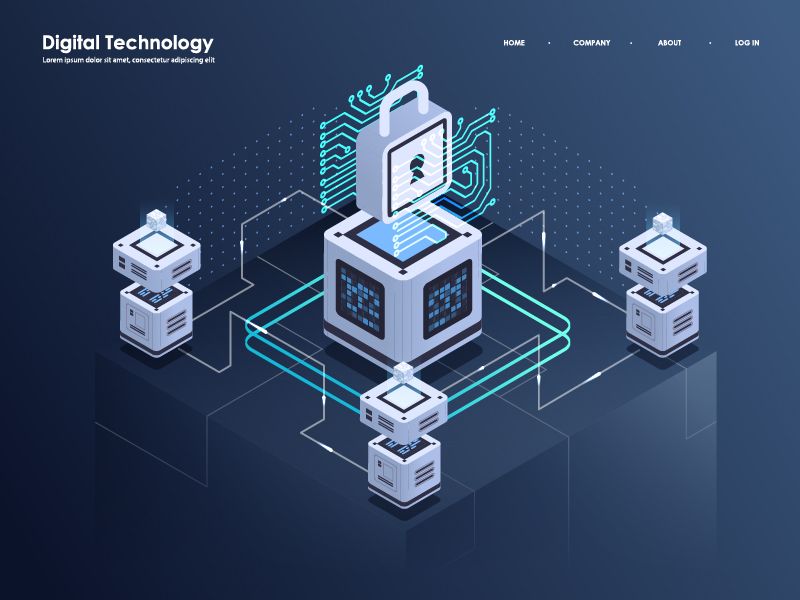 Digital Technology
Lorem ipsum dolor sit amet, consectetur adipiscing elit
HOME • COMPANY • ABOUT • LOG IN